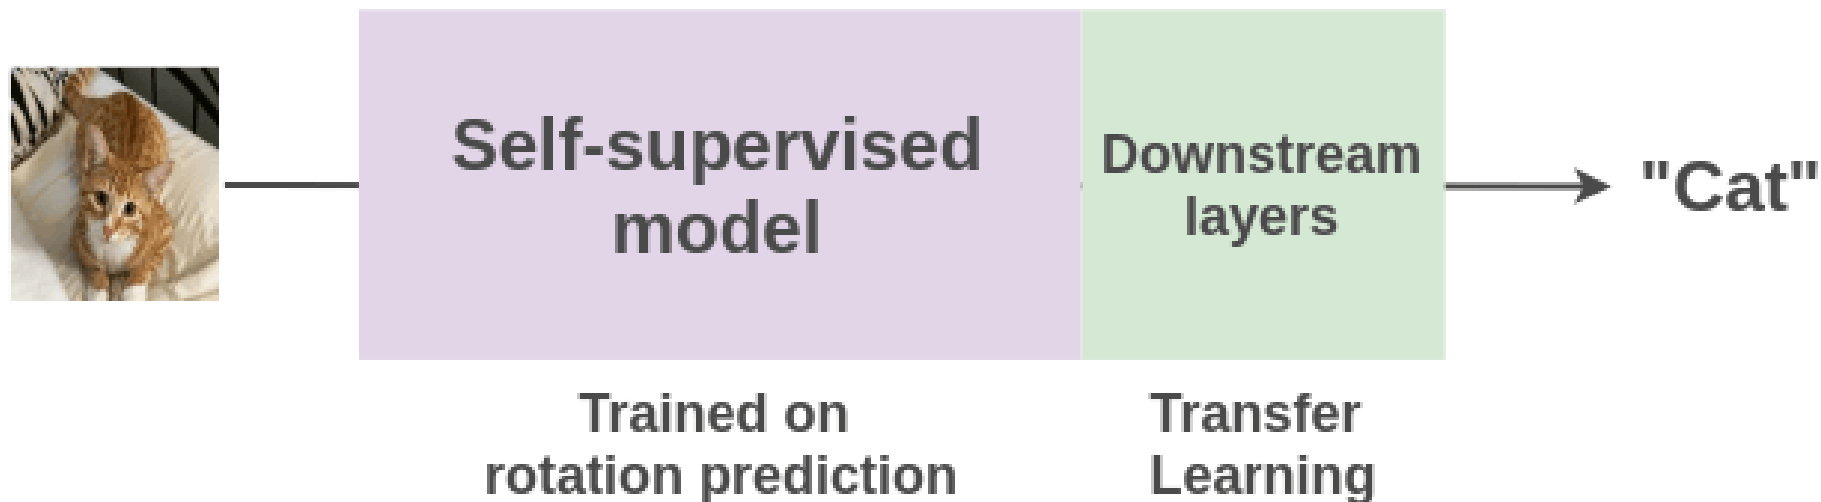 Self-supervised
model
Downstream
layers
"Cat"
Trained on
rotation prediction
Transfer
Learning